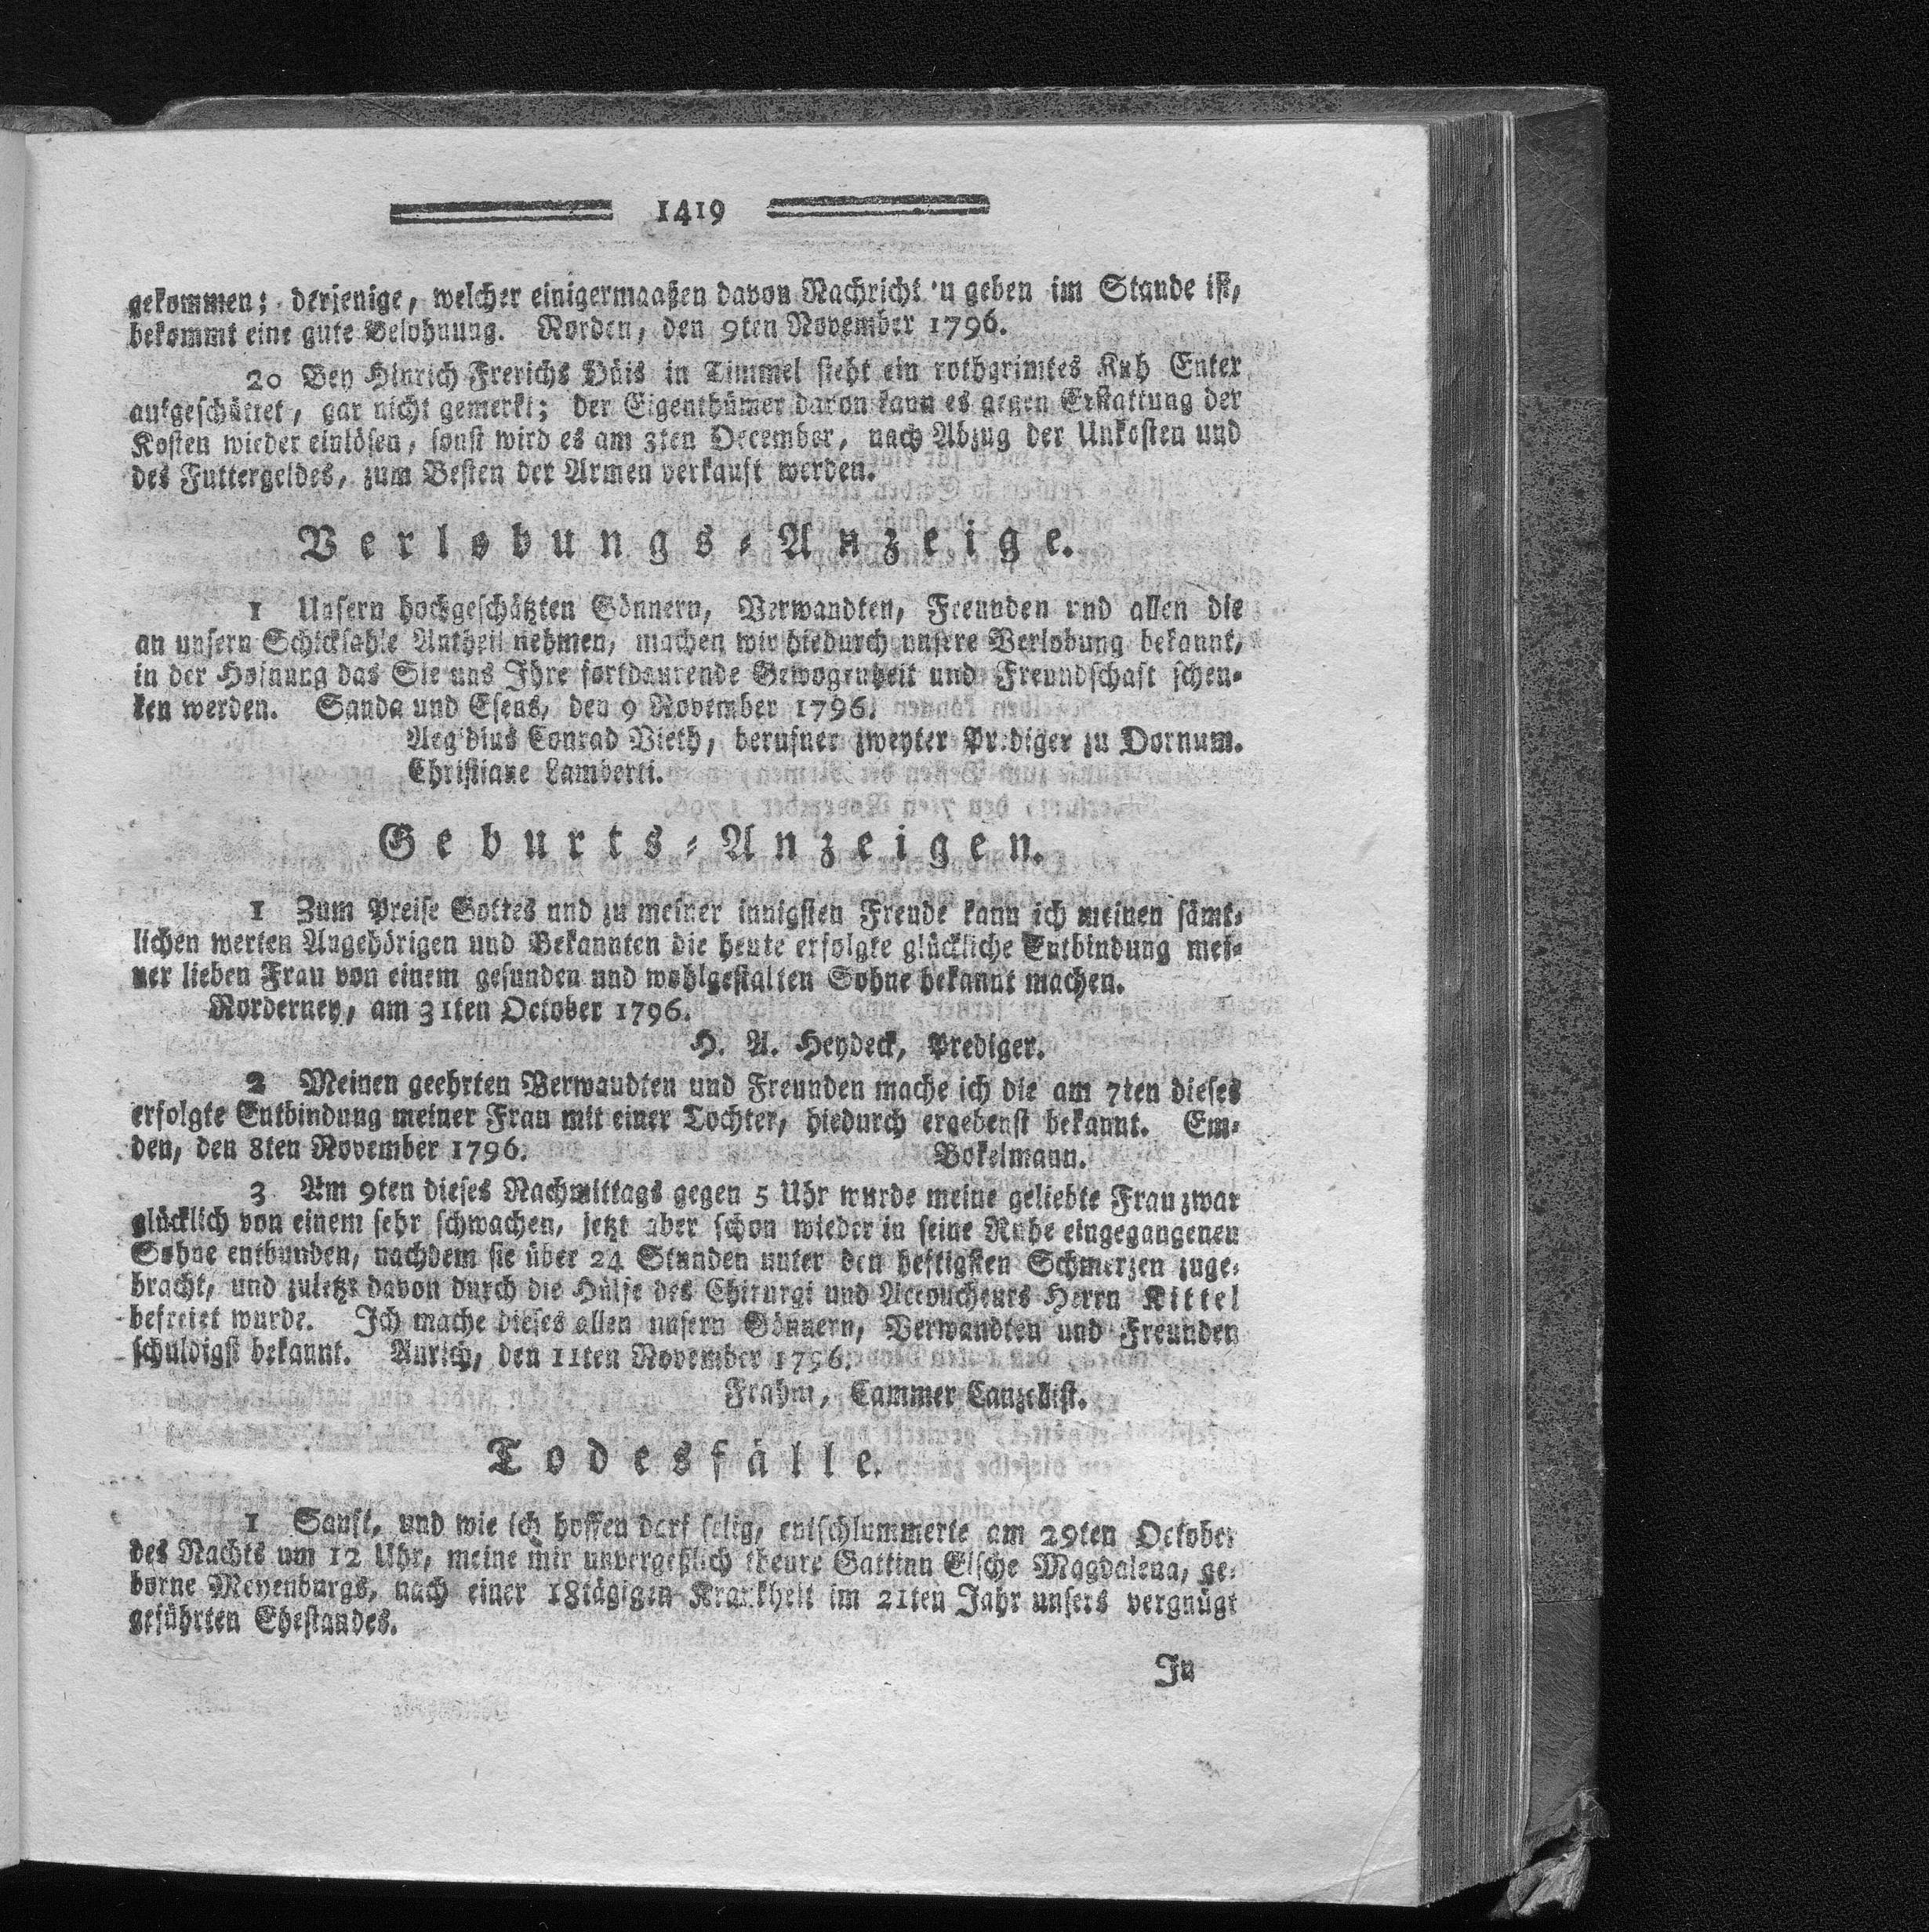 1419
gekommen; derjenige, welcher einigermaaßen davon Nachricht 'u geben im Stande ist,
bekommt eine gute Belohnung. Norden, den 9ten November 1796.
20 Bey Hinrich Frerichs Hüis in Timmel steht ein rothgrimtes Kuh Enter
aufgeschüttet, gar nicht gemerkt; der Eigenthümer davon kann es gegen Erstattung der
Kosten wieder einlösen, sonst wird es am 3ten December, nach Abzug der Unkosten und
des Futtergeldes, zum Besten der Armen verkauft werden.
Verlobungs-Anzeige.
1 Unsern hochgeschätzten Gönnern, Verwandten, Freunden und allen die
an unsern Schicksahle Antheil nehmen, machen wir hiedurch unsere Verlobung bekannt,
in der Hofnung das Sie uns Ihre fortdaurende Gewogenheit und Freundschaft schen-
ken werden. Sanda und Esens, den 9 November 1796.
Aegidius Conrad Vieth, berufner zweyter Prediger zu Dornum.
Christiane Lamberti.
Geburts-Anzeigen.
1 Zum Preise Gottes und zu meiner innigsten Freude kann ich meinen sämt-
lichen werten Angehörigen und Bekannten die heute erfolgte glückliche Entbindung mei-
ner lieben Frau von einem gesunden und wohlgestalten Sohne bekannt machen.
Norderney, am 31ten October 1796.
H. A. Heydeck, Prediger.
2 Meinen geehrten Verwandten und Freunden mache ich die am 7ten dieses
erfolgte Entbindung meiner Frau mit einer Tochter, hiedurch ergebenst bekannt. Em-
den, den 8ten November 1796. Bokelmann.
3 Am 9ten dieses Nachmittags gegen 5 Uhr wurde meine geliebte Frau zwar
glücklich von einem sehr schwachen, jetzt aber schon wieder in seine Ruhe eingegangenen
Sohne entbunden, nachdem sie über 24 Stunden unter den heftigsten Schmerzen zuge-
bracht, und zuletzt davon durch die Hülfe des Chirurgi und Accoucheurs Herrn Kittel
befreiet wurde. Ich mache dieses allen unsern Gönnern, Verwandten und Freunden
schuldigst bekannt. Aurich, den 11ten November 1796.
Frahm, Cammer Canzellist.
Todesfälle.
1 Sanft, und wie ich hoffen darf selig, entschlummerte am 29ten October
des Nachts um 12 Uhr, meine mir unvergeßlich theure Gattinn Elsche Magdalena, ge-
borne Meyenburgs, nach einer 18tägigen Krankheit im 21ten Jahr unsers vergnügt
geführten Ehestandes.
In